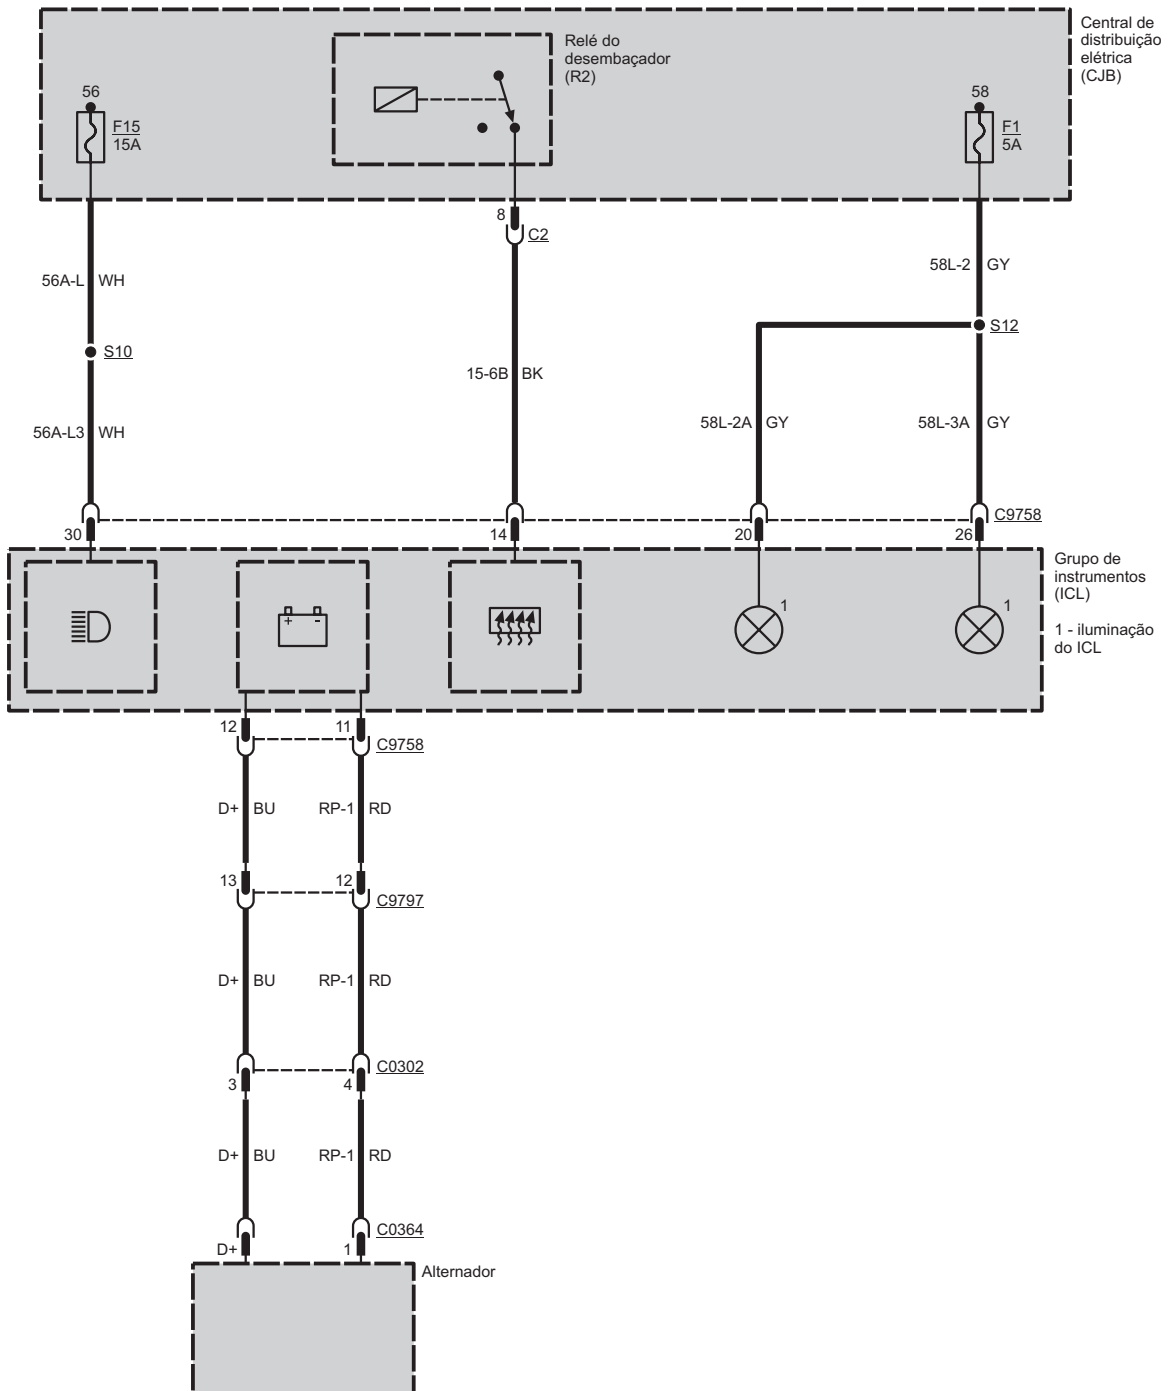 Central de
distribuição
elétrica
(CJB)
Relé do
desembaçador
(R2)
56
F15
15A
58
F1
5A
8
C2
56A-L WH
58L-2 GY
S10
S12
15-6B BK
56A-L3 WH
58L-2A GY
58L-3A GY
C9758
30
14
20
26
Grupo de
instrumentos
(ICL)
1 - iluminação
do ICL
1
1
+ -
12
11
C9758
D+ BU
RP-1 RD
13
12
C9797
D+ BU
RP-1 RD
C0302
3
4
D+ BU
RP-1 RD
C0364
D+
1
Alternador